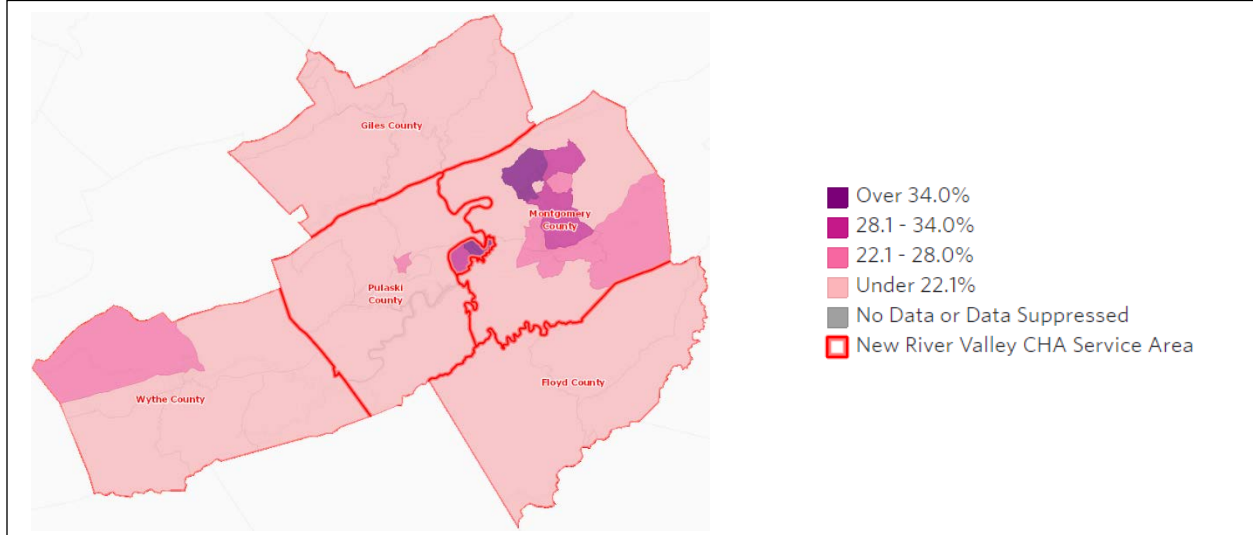 Giles County
Montgomery
County
Pulaski
County
Floyd County
Wythe County
Over 34.0%
28.1 - 34.0%
22.1 - 28.0%
Under 22.1%
No Data or Data Suppressed
New River Valley CHA Service Area